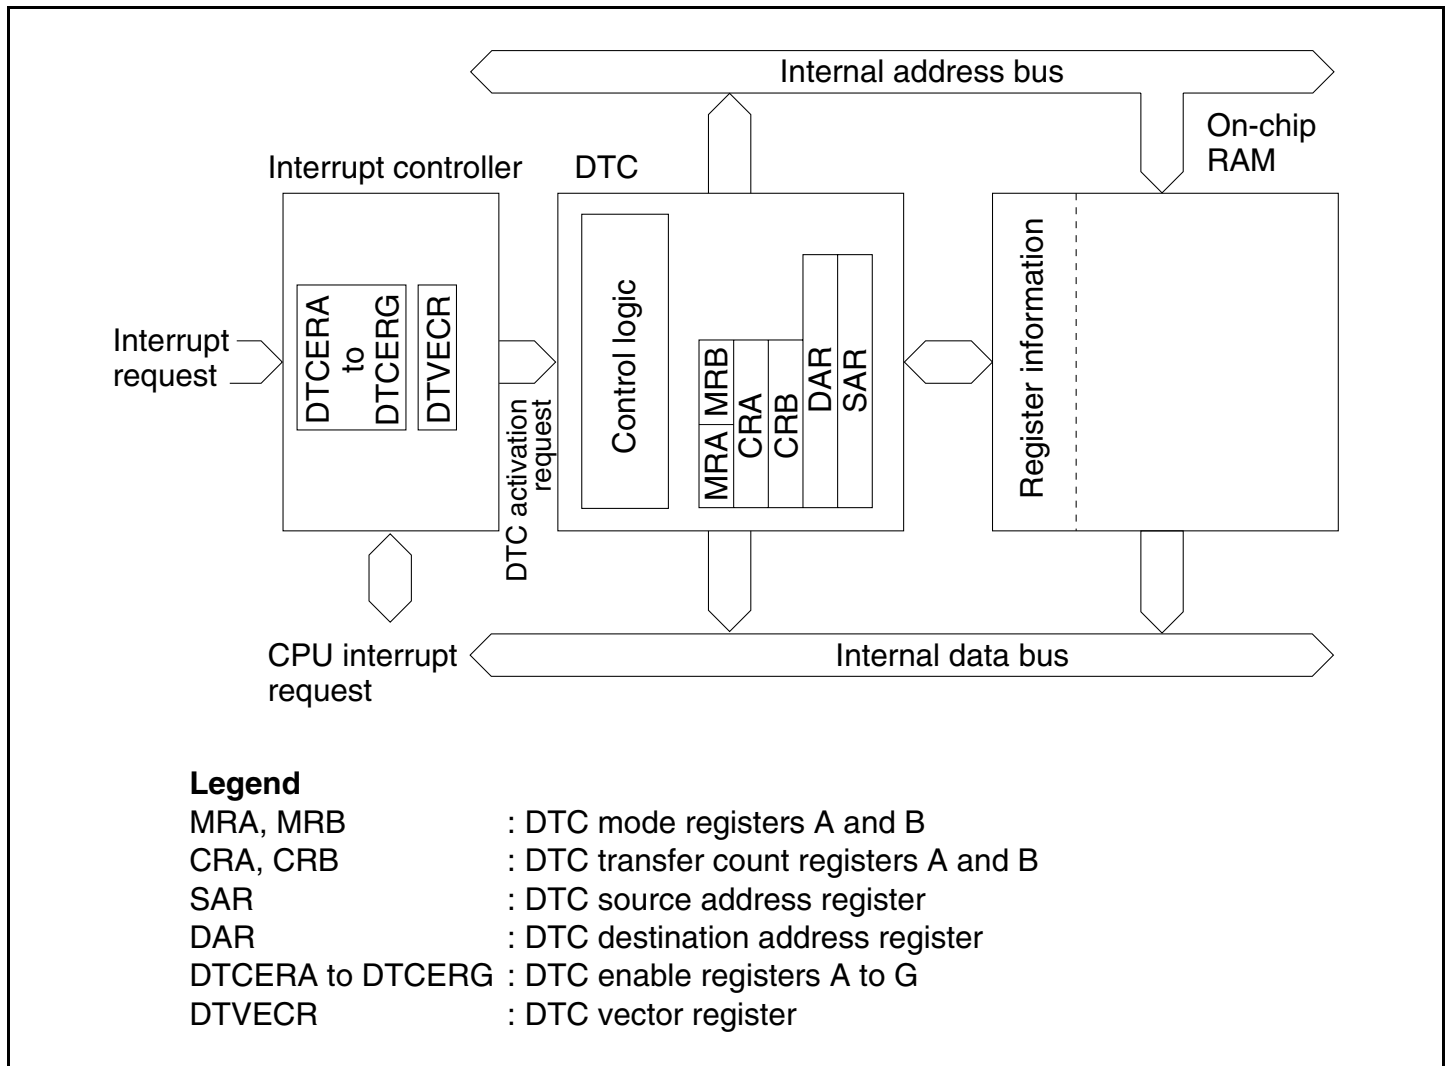 Internal address bus
On-chip
RAM
Interrupt controller
DTC
Interrupt
request
DTCERA
to
DTCERG
DTVECR
DTC activation
request
Control logic
MRA
MRB
CRA
CRB
DAR
SAR
Register information
CPU interrupt
request
Internal data bus
Legend
MRA, MRB : DTC mode registers A and B
CRA, CRB : DTC transfer count registers A and B
SAR : DTC source address register
DAR : DTC destination address register
DTCERA to DTCERG : DTC enable registers A to G
DTVECR : DTC vector register